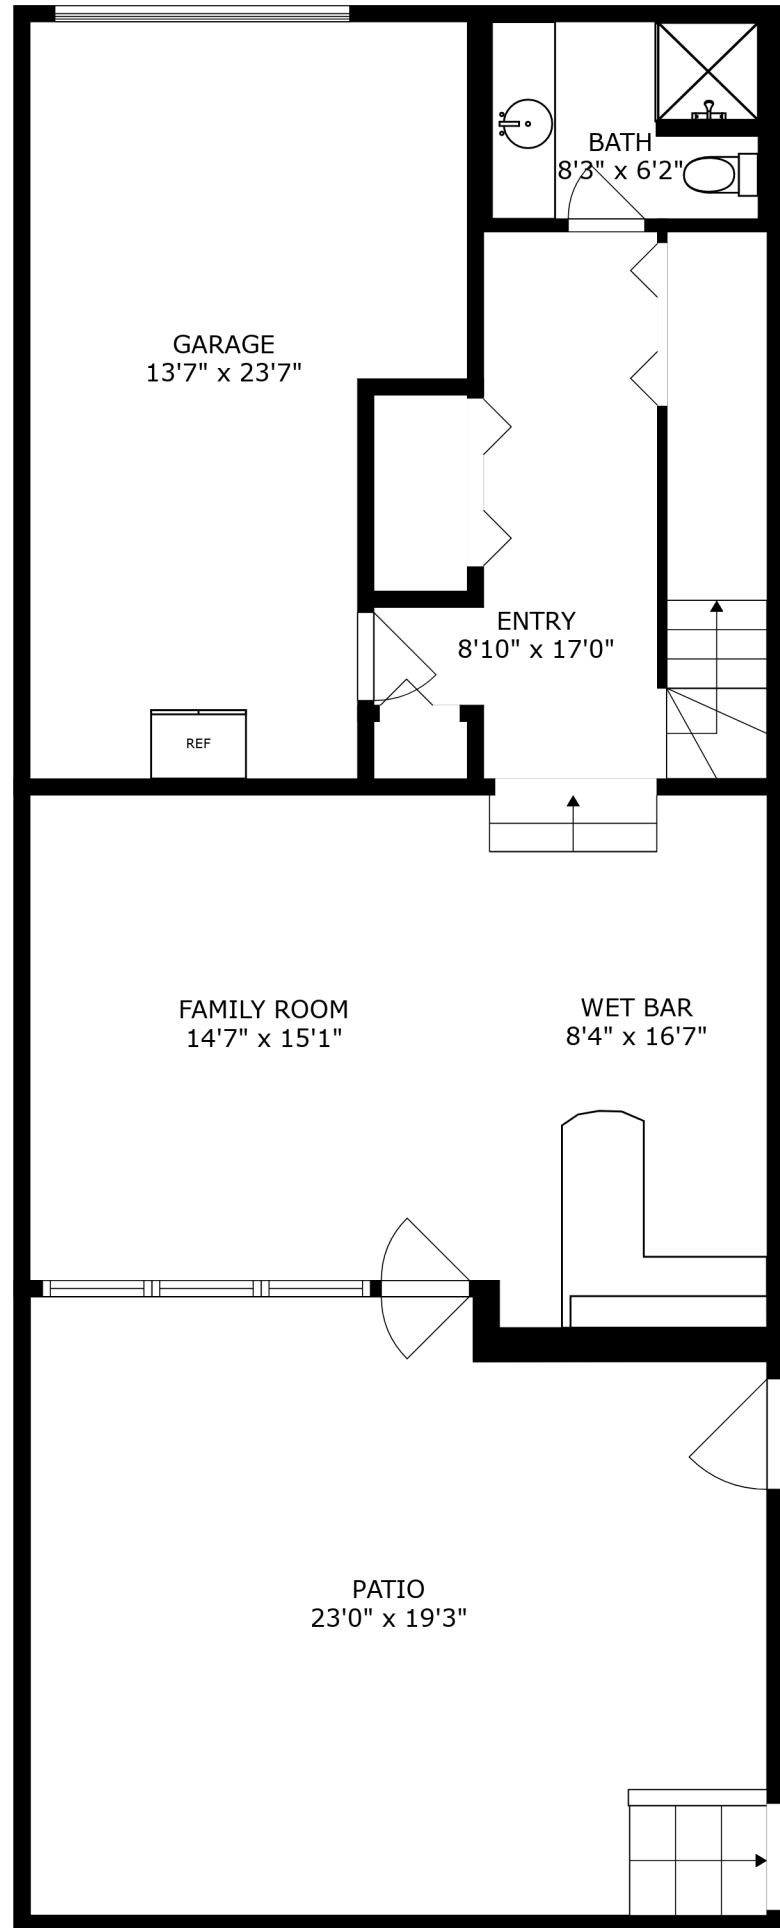 BATH
8'3" x 6'2"
GARAGE
13'7" x 23'7"
ENTRY
8'10" x 17'0"
REF
FAMILY ROOM
14'7" x 15'1"
WET BAR
8'4" x 16'7"
PATIO
23'0" x 19'3"